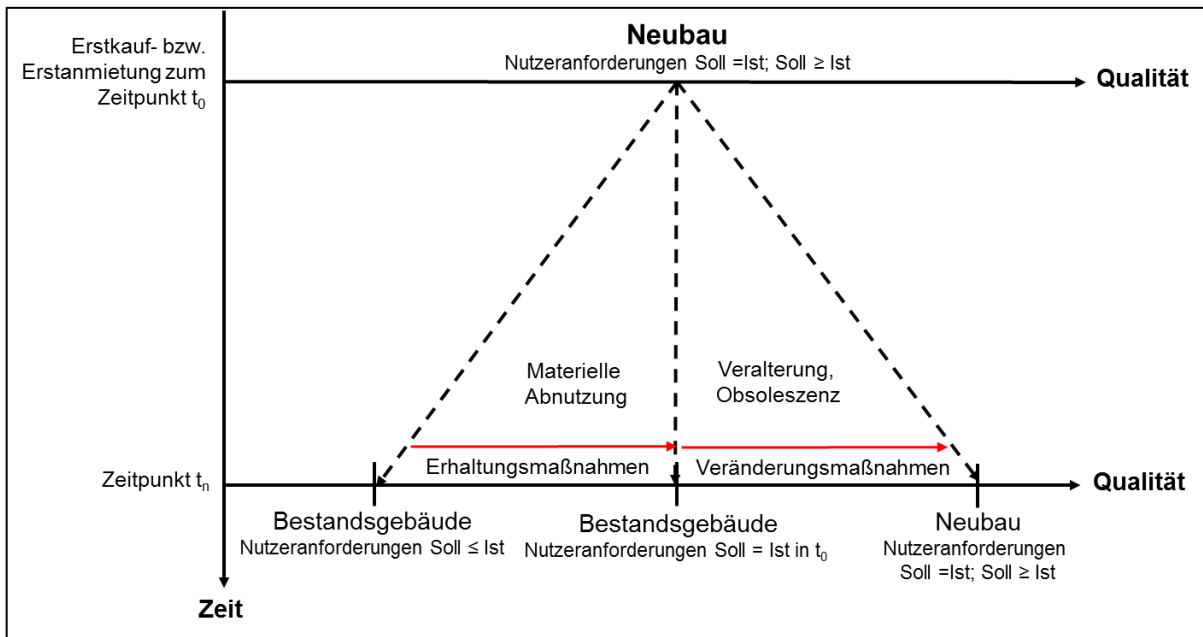 Erstkauf- bzw.
Erstanmietung zum
Zeitpunkt t0
Neubau
Nutzeranforderungen Soll =Ist; Soll ≥ Ist
Qualität
Materielle
Abnutzung
Veralterung,
Obsoleszenz
Erhaltungsmaßnahmen
Veränderungsmaßnahmen
Zeitpunkt tn
Qualität
Bestandsgebäude
Nutzeranforderungen Soll ≤ Ist
Bestandsgebäude
Nutzeranforderungen Soll = Ist in t0
Neubau
Nutzeranforderungen
Soll =Ist; Soll ≥ Ist
Zeit